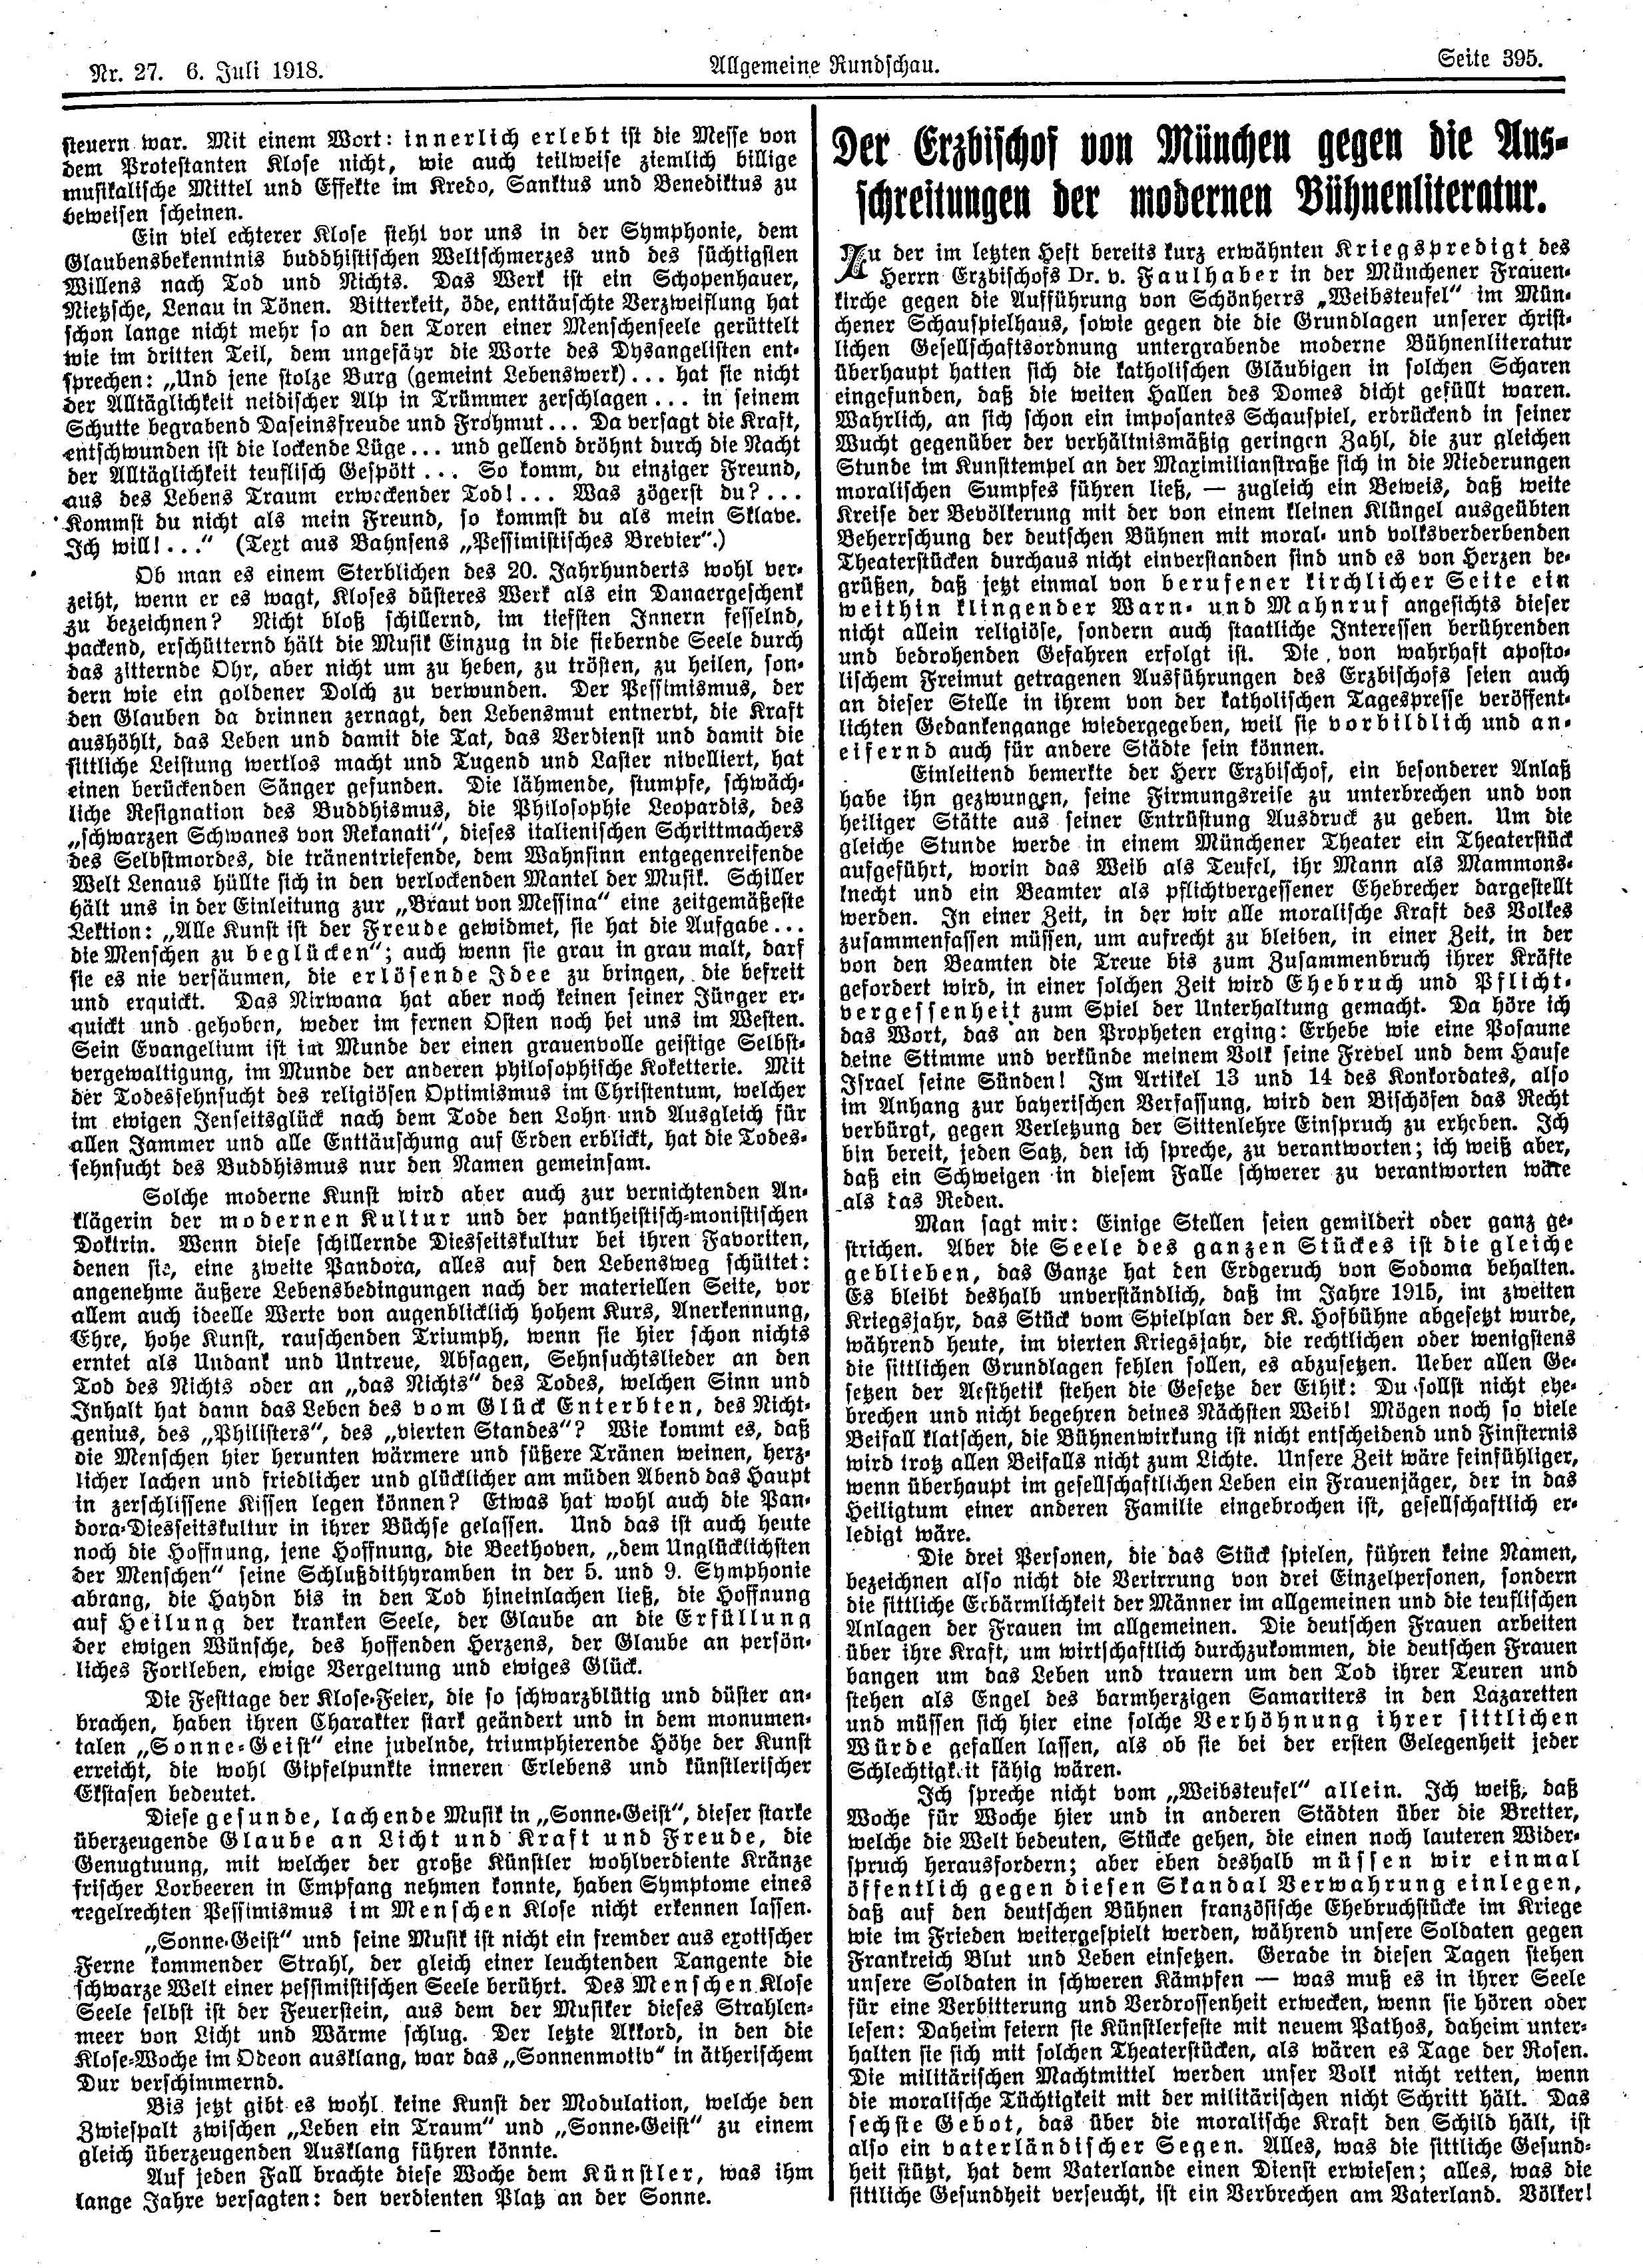 Nr. 27. 6. Juli 1918.
Allgemeine Rundschau.
Seite 395.
steuern war. Mit einem Wort: innerlich erlebt ist die Messe von
dem Protestanten Klose nicht, wie auch teilweise ziemlich billige
musikalische Mittel und Effekte im Kredo, Sanktus und Benediktus zu
beweisen scheinen.
Ein viel echterer Klose steht vor uns in der Symphonie, dem
Glaubensbekenntnis buddhistischen Weltschmerzes und des süchtigsten
Willens nach Tod und Nichts. Das Werk ist ein Schopenhauer,
Nietzsche, Lenau in Tönen. Bitterkeit, öde, enttäuschte Verzweiflung hat
schon lange nicht mehr so an den Toren einer Menschenseele gerüttelt
wie im dritten Teil, dem ungefähr die Worte des Dysangelisten ent-
sprechen: „Und jene stolze Burg (gemeint Lebenswerk)... hat sie nicht
der Alltäglichkeit neidischer Alp in Trümmer zerschlagen... in seinem
Schutte begrabend Daseinsfreude und Frohmut... Da versagt die Kraft,
entschwunden ist die lockende Lüge... und gellend dröhnt durch die Nacht
der Alltäglichkeit teuflisch Gespött... So komm, du einziger Freund,
aus des Lebens Traum erweckender Tod!... Was zögerst du?...
Kommst du nicht als mein Freund, so kommst du als mein Sklave.
Ich will!...“ (Text aus Bahnsens „Pessimistisches Brevier“.)
Ob man es einem Sterblichen des 20. Jahrhunderts wohl ver-
zeiht, wenn er es wagt, Kloses düsteres Werk als ein Danaergeschenk
zu bezeichnen? Nicht bloß schillernd, im tiefsten Innern fesselnd,
packend, erschütternd hält die Musik Einzug in die fiebernde Seele durch
das zitternde Ohr, aber nicht um zu heben, zu trösten, zu heilen, son-
dern wie ein goldener Dolch zu verwunden. Der Pessimismus, der
den Glauben da drinnen zernagt, den Lebensmut entnervt, die Kraft
aushöhlt, das Leben und damit die Tat, das Verdienst und damit die
sittliche Leistung wertlos macht und Tugend und Laster nivelliert, hat
einen berückenden Sänger gefunden. Die lähmende, stumpfe, schwäch-
liche Resignation des Buddhismus, die Philosophie Leopardis, des
„schwarzen Schwanes von Rekanati“, dieses italienischen Schrittmachers
des Selbstmordes, die tränentriefende, dem Wahnsinn entgegenreifende
Welt Lenaus hüllte sich in den verlockenden Mantel der Musik. Schiller
hält uns in der Einleitung zur „Braut von Messina“ eine zeitgemäßeste
Lektion: „Alle Kunst ist der Freude gewidmet, sie hat die Aufgabe...
die Menschen zu beglücken“; auch wenn sie grau in grau malt, darf
sie es nie versäumen, die erlösende Idee zu bringen, die befreit
und erquickt. Das Nirwana hat aber noch keinen seiner Jünger er-
quickt und gehoben, weder im fernen Osten noch bei uns im Westen.
Sein Evangelium ist im Munde der einen grauenvolle geistige Selbst-
vergewaltigung, im Munde der anderen philosophische Koketterie. Mit
der Todessehnsucht des religiösen Optimismus im Christentum, welcher
im ewigen Jenseitsglück nach dem Tode den Lohn und Ausgleich für
allen Jammer und alle Enttäuschung auf Erden erblickt, hat die Todes-
sehnsucht des Buddhismus nur den Namen gemeinsam.
Solche moderne Kunst wird aber auch zur vernichtenden An-
klägerin der modernen Kultur und der pantheistisch-monistischen
Doktrin. Wenn diese schillernde Diesseitskultur bei ihren Favoriten,
denen sie, eine zweite Pandora, alles auf den Lebensweg schüttet:
angenehme äußere Lebensbedingungen nach der materiellen Seite, vor
allem auch ideelle Werte von augenblicklich hohem Kurs, Anerkennung,
Ehre, hohe Kunst, rauschenden Triumph, wenn sie hier schon nichts
erntet als Undank und Untreue, Absagen, Sehnsuchtslieder an den
Tod des Nichts oder an „das Nichts“ des Todes, welchen Sinn und
Inhalt hat dann das Leben des vom Glück Enterbten, des Nicht-
genius, des „Philisters“, des „vierten Standes“? Wie kommt es, daß
die Menschen hier herunten wärmere und süßere Tränen weinen, herz-
licher lachen und friedlicher und glücklicher am müden Abend das Haupt
in zerschlissene Kissen legen können? Etwas hat wohl auch die Pan-
dora-Diesseitskultur in ihrer Büchse gelassen. Und das ist auch heute
noch die Hoffnung, jene Hoffnung, die Beethoven, „dem Unglücklichsten
der Menschen“ seine Schlußdithyramben in der 5. und 9. Symphonie
abrang, die Haydn bis in den Tod hineinlachen ließ, die Hoffnung
auf Heilung der kranken Seele, der Glaube an die Erfüllung
der ewigen Wünsche, des hoffenden Herzens, der Glaube an persön-
liches Fortleben, ewige Vergeltung und ewiges Glück.
Die Festtage der Klose-Feier, die so schwarzblütig und düster an-
brachen, haben ihren Charakter stark geändert und in dem monumen-
talen „Sonne-Geist“ eine jubelnde, triumphierende Höhe der Kunst
erreicht, die wohl Gipfelpunkte inneren Erlebens und künstlerischer
Ekstasen bedeutet.
Diese gesunde, lachende Musik in „Sonne-Geist“, dieser starke
überzeugende Glaube an Licht und Kraft und Freude, die
Genugtuung, mit welcher der große Künstler wohlverdiente Kränze
frischer Lorbeeren in Empfang nehmen konnte, haben Symptome eines
regelrechten Pessimismus im Menschen Klose nicht erkennen lassen.
„Sonne-Geist“ und seine Musik ist nicht ein fremder aus exotischer
Ferne kommender Strahl, der gleich einer leuchtenden Tangente die
schwarze Welt einer pessimistischen Seele berührt. Des Menschen Klose
Seele selbst ist der Feuerstein, aus dem der Musiker dieses Strahlen-
meer von Licht und Wärme schlug. Der letzte Akkord, in den die
Klose-Woche im Odeon ausklang, war das „Sonnenmotiv“ in ätherischem
Dur verschimmernd.
Bis jetzt gibt es wohl keine Kunst der Modulation, welche den
Zwiespalt zwischen „Leben ein Traum“ und „Sonne-Geist“ zu einem
gleich überzeugenden Ausklang führen könnte.
Auf jeden Fall brachte diese Woche dem Künstler, was ihm
lange Jahre versagten: den verdienten Platz an der Sonne.
Der Erzbischof von München gegen die Aus-
schreitungen der modernen Bühnenliteratur.
Zu der im letzten Heft bereits kurz erwähnten Kriegspredigt des
Herrn Erzbischofs Dr. v. Faulhaber in der Münchener Frauen-
kirche gegen die Aufführung von Schönherrs „Weibsteufel“ im Mün-
chener Schauspielhaus, sowie gegen die die Grundlagen unserer christ-
lichen Gesellschaftsordnung untergrabende moderne Bühnenliteratur
überhaupt hatten sich die katholischen Gläubigen in solchen Scharen
eingefunden, daß die weiten Hallen des Domes dicht gefüllt waren.
Wahrlich, an sich schon ein imposantes Schauspiel, erdrückend in seiner
Wucht gegenüber der verhältnismäßig geringen Zahl, die zur gleichen
Stunde im Kunsttempel an der Maximilianstraße sich in die Niederungen
moralischen Sumpfes führen ließ, — zugleich ein Beweis, daß weite
Kreise der Bevölkerung mit der von einem kleinen Klüngel ausgeübten
Beherrschung der deutschen Bühnen mit moral- und volksverderbenden
Theaterstücken durchaus nicht einverstanden sind und es von Herzen be-
grüßen, daß jetzt einmal von berufener kirchlicher Seite ein
weithin klingender Warn- und Mahnruf angesichts dieser
nicht allein religiöse, sondern auch staatliche Interessen berührenden
und bedrohenden Gefahren erfolgt ist. Die von wahrhaft aposto-
lischem Freimut getragenen Ausführungen des Erzbischofs seien auch
an dieser Stelle in ihrem von der katholischen Tagespresse veröffent-
lichten Gedankengange wiedergegeben, weil sie vorbildlich und an-
eifernd auch für andere Städte sein können.
Einleitend bemerkte der Herr Erzbischof, ein besonderer Anlaß
habe ihn gezwungen, seine Firmungsreise zu unterbrechen und von
heiliger Stätte aus seiner Entrüstung Ausdruck zu geben. Um die
gleiche Stunde werde in einem Münchener Theater ein Theaterstück
aufgeführt, worin das Weib als Teufel, ihr Mann als Mammons-
knecht und ein Beamter als pflichtvergessener Ehebrecher dargestellt
werden. In einer Zeit, in der wir alle moralische Kraft des Volkes
zusammenfassen müssen, um aufrecht zu bleiben, in einer Zeit, in der
von den Beamten die Treue bis zum Zusammenbruch ihrer Kräfte
gefordert wird, in einer solchen Zeit wird Ehebruch und Pflicht-
vergessenheit zum Spiel der Unterhaltung gemacht. Da höre ich
das Wort, das an den Propheten erging: Erhebe wie eine Posaune
deine Stimme und verkünde meinem Volk seine Frevel und dem Hause
Israel seine Sünden! Im Artikel 13 und 14 des Konkordates, also
im Anhang zur bayerischen Verfassung, wird den Bischöfen das Recht
verbürgt, gegen Verletzung der Sittenlehre Einspruch zu erheben. Ich
bin bereit, jeden Satz, den ich spreche, zu verantworten; ich weiß aber,
daß ein Schweigen in diesem Falle schwerer zu verantworten wäre
als das Reden.
Man sagt mir: Einige Stellen seien gemildert oder ganz ge-
strichen. Aber die Seele des ganzen Stückes ist die gleiche
geblieben, das Ganze hat den Erdgeruch von Sodoma behalten.
Es bleibt deshalb unverständlich, daß im Jahre 1915, im zweiten
Kriegsjahr, das Stück vom Spielplan der K. Hofbühne abgesetzt wurde,
während heute, im vierten Kriegsjahr, die rechtlichen oder wenigstens
die sittlichen Grundlagen fehlen sollen, es abzusetzen. Ueber allen Ge-
setzen der Aesthetik stehen die Gesetze der Ethik: Du sollst nicht ehe-
brechen und nicht begehren deines Nächsten Weib! Mögen noch so viele
Beifall klatschen, die Bühnenwirkung ist nicht entscheidend und Finsternis
wird trotz allen Beifalls nicht zum Lichte. Unsere Zeit wäre feinfühliger,
wenn überhaupt im gesellschaftlichen Leben ein Frauenjäger, der in das
Heiligtum einer anderen Familie eingebrochen ist, gesellschaftlich er-
ledigt wäre.
Die drei Personen, die das Stück spielen, führen keine Namen,
bezeichnen also nicht die Verirrung von drei Einzelpersonen, sondern
die sittliche Erbärmlichkeit der Männer im allgemeinen und die teuflischen
Anlagen der Frauen im allgemeinen. Die deutschen Frauen arbeiten
über ihre Kraft, um wirtschaftlich durchzukommen, die deutschen Frauen
bangen um das Leben und trauern um den Tod ihrer Teuren und
stehen als Engel des barmherzigen Samariters in den Lazaretten
und müssen sich hier eine solche Verhöhnung ihrer sittlichen
Würde gefallen lassen, als ob sie bei der ersten Gelegenheit jeder
Schlechtigkeit fähig wären.
Ich spreche nicht vom „Weibsteufel“ allein. Ich weiß, daß
Woche für Woche hier und in anderen Städten über die Bretter,
welche die Welt bedeuten, Stücke gehen, die einen noch lauteren Wider-
spruch herausfordern; aber eben deshalb müssen wir einmal
öffentlich gegen diesen Skandal Verwahrung einlegen,
daß auf den deutschen Bühnen französische Ehebruchstücke im Kriege
wie im Frieden weitergespielt werden, während unsere Soldaten gegen
Frankreich Blut und Leben einsetzen. Gerade in diesen Tagen stehen
unsere Soldaten in schweren Kämpfen — was muß es in ihrer Seele
für eine Verbitterung und Verdrossenheit erwecken, wenn sie hören oder
lesen: Daheim feiern sie Künstlerfeste mit neuem Pathos, daheim unter-
halten sie sich mit solchen Theaterstücken, als wären es Tage der Rosen.
Die militärischen Machtmittel werden unser Volk nicht retten, wenn
die moralische Tüchtigkeit mit der militärischen nicht Schritt hält. Das
sechste Gebot, das über die moralische Kraft den Schild hält, ist
also ein vaterländischer Segen. Alles, was die sittliche Gesund-
heit stützt, hat dem Vaterlande einen Dienst erwiesen; alles, was die
sittliche Gesundheit verseucht, ist ein Verbrechen am Vaterland. Völker!